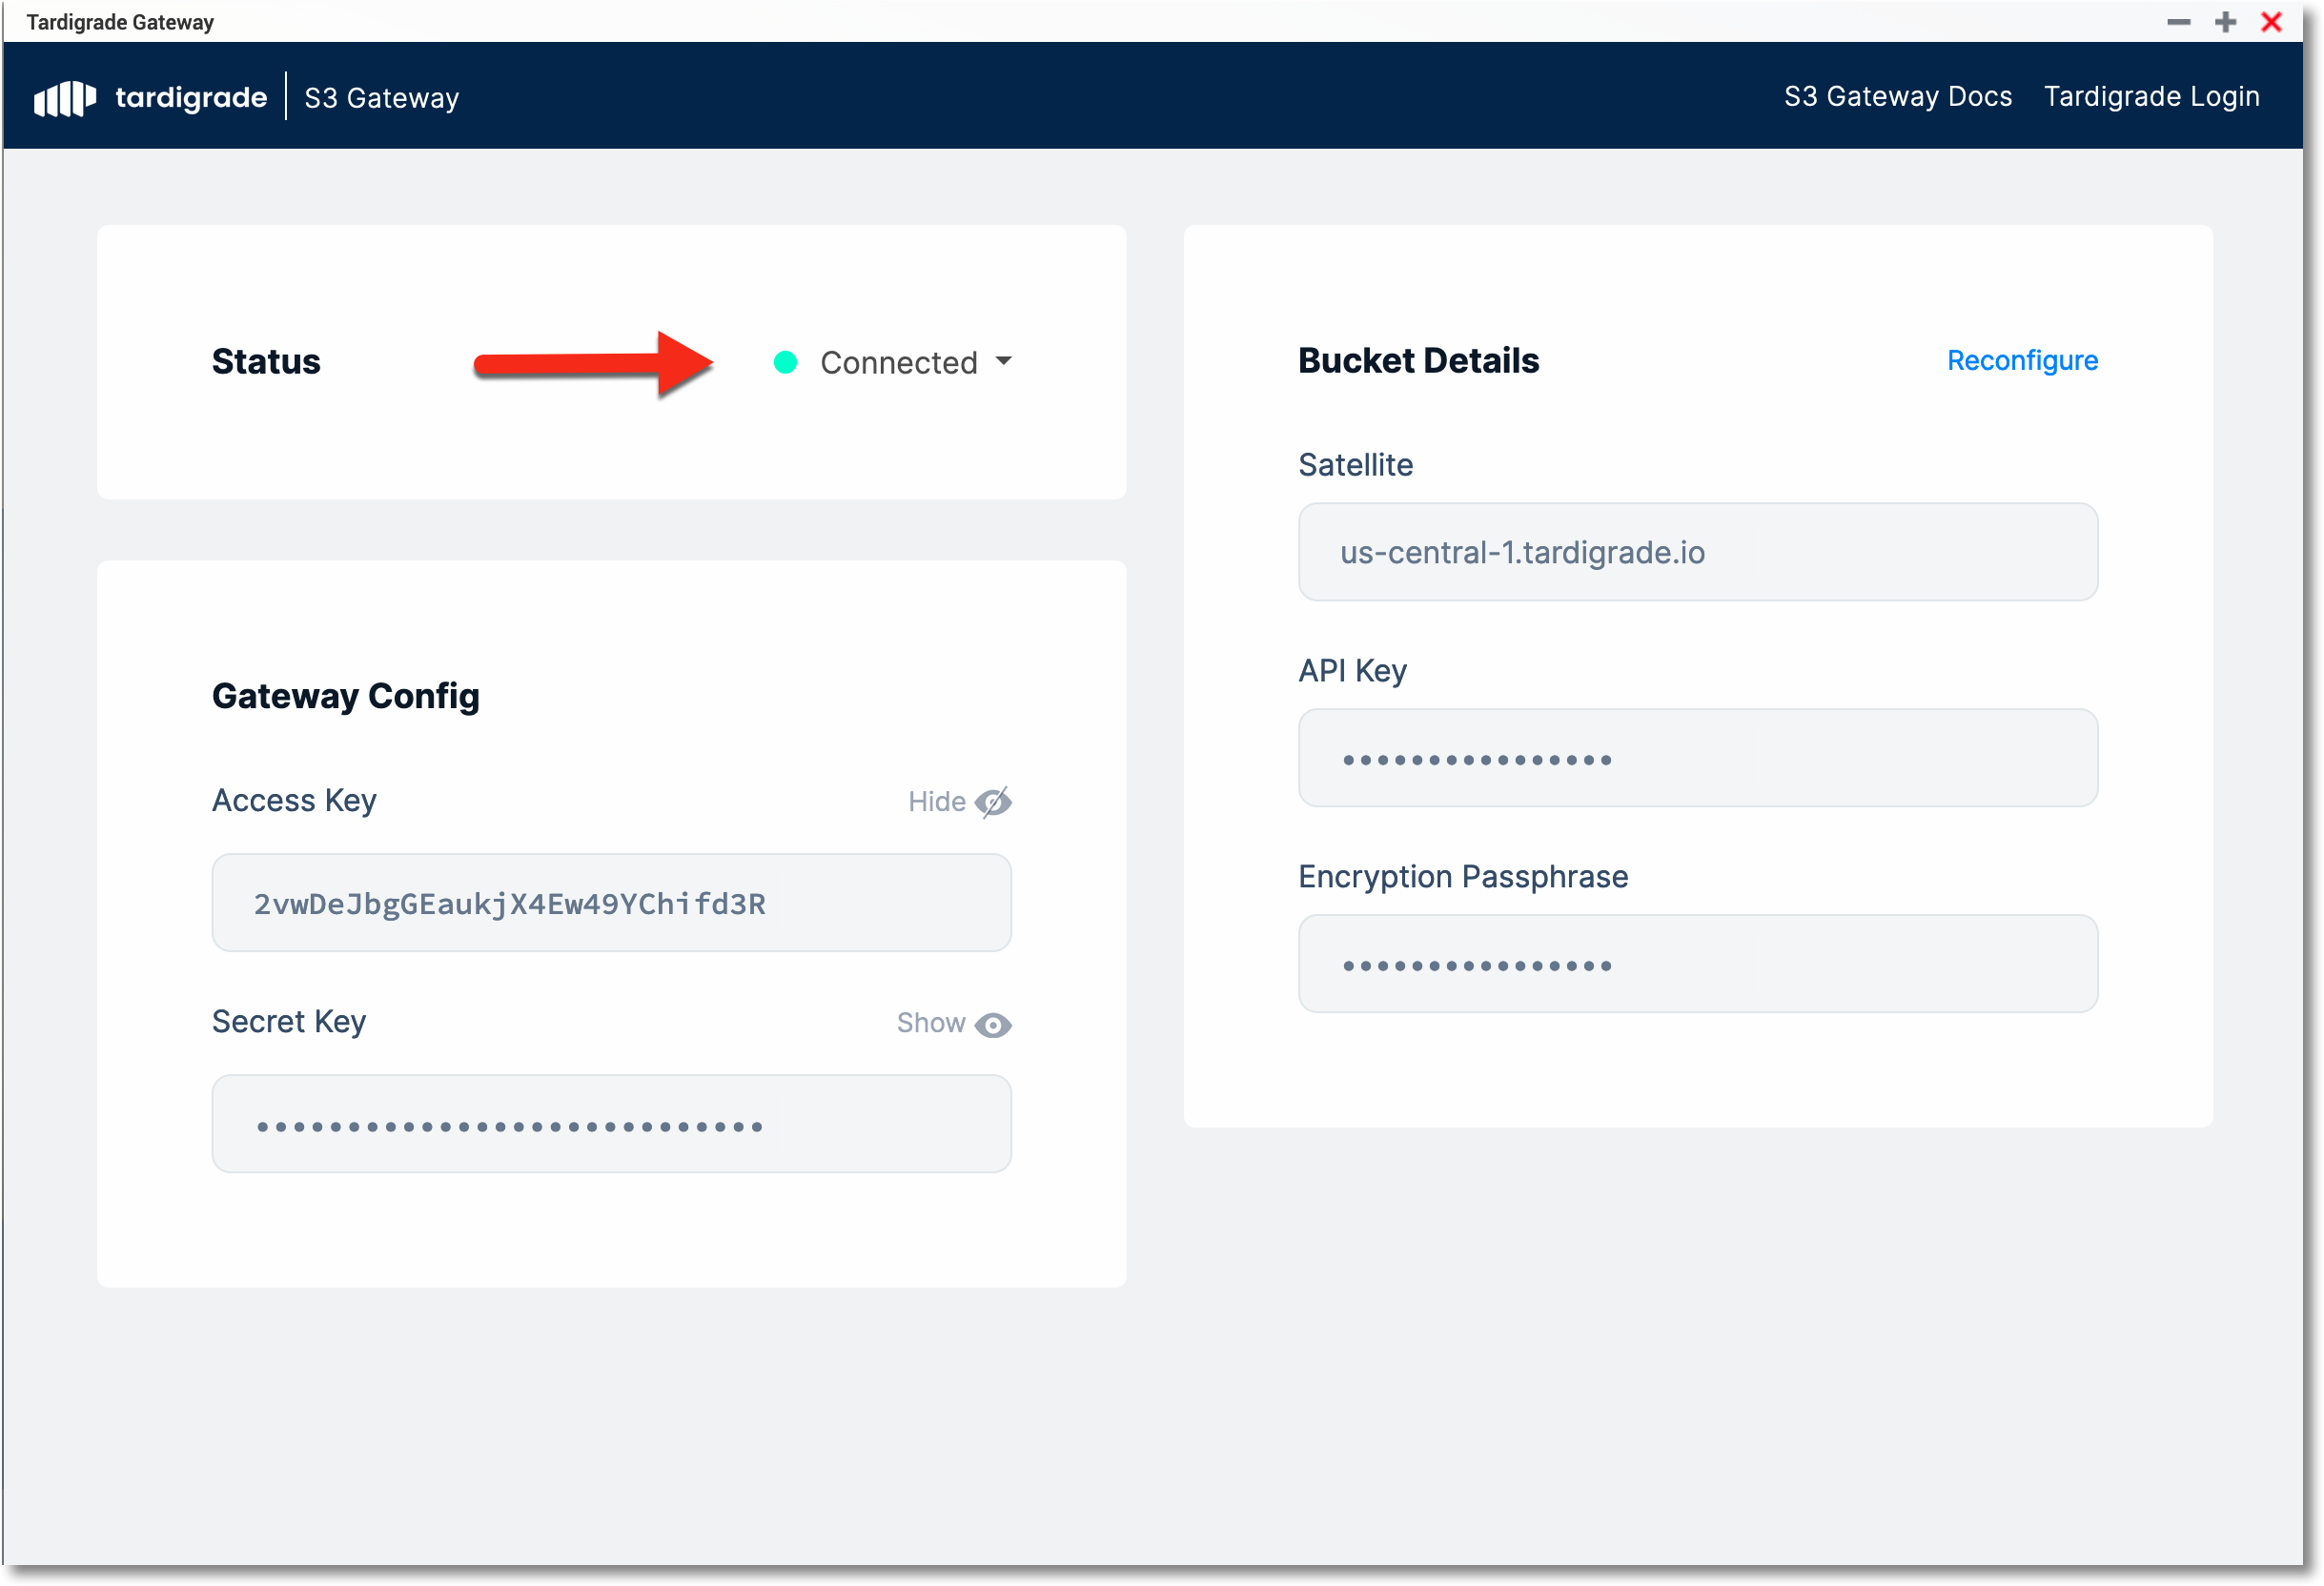 Tardigrade Gateway
tardigrade | S3 Gateway
S3 Gateway Docs
Tardigrade Login
Status
Connected
Gateway Config
Access Key
Hide
2vwDeJbgGEaukjX4Ew49YChifd3R
Secret Key
Show
••••••••••••••••••••••••••••
Bucket Details
Reconfigure
Satellite
us-central-1.tardigrade.io
API Key
••••••••••••••••
Encryption Passphrase
••••••••••••••••